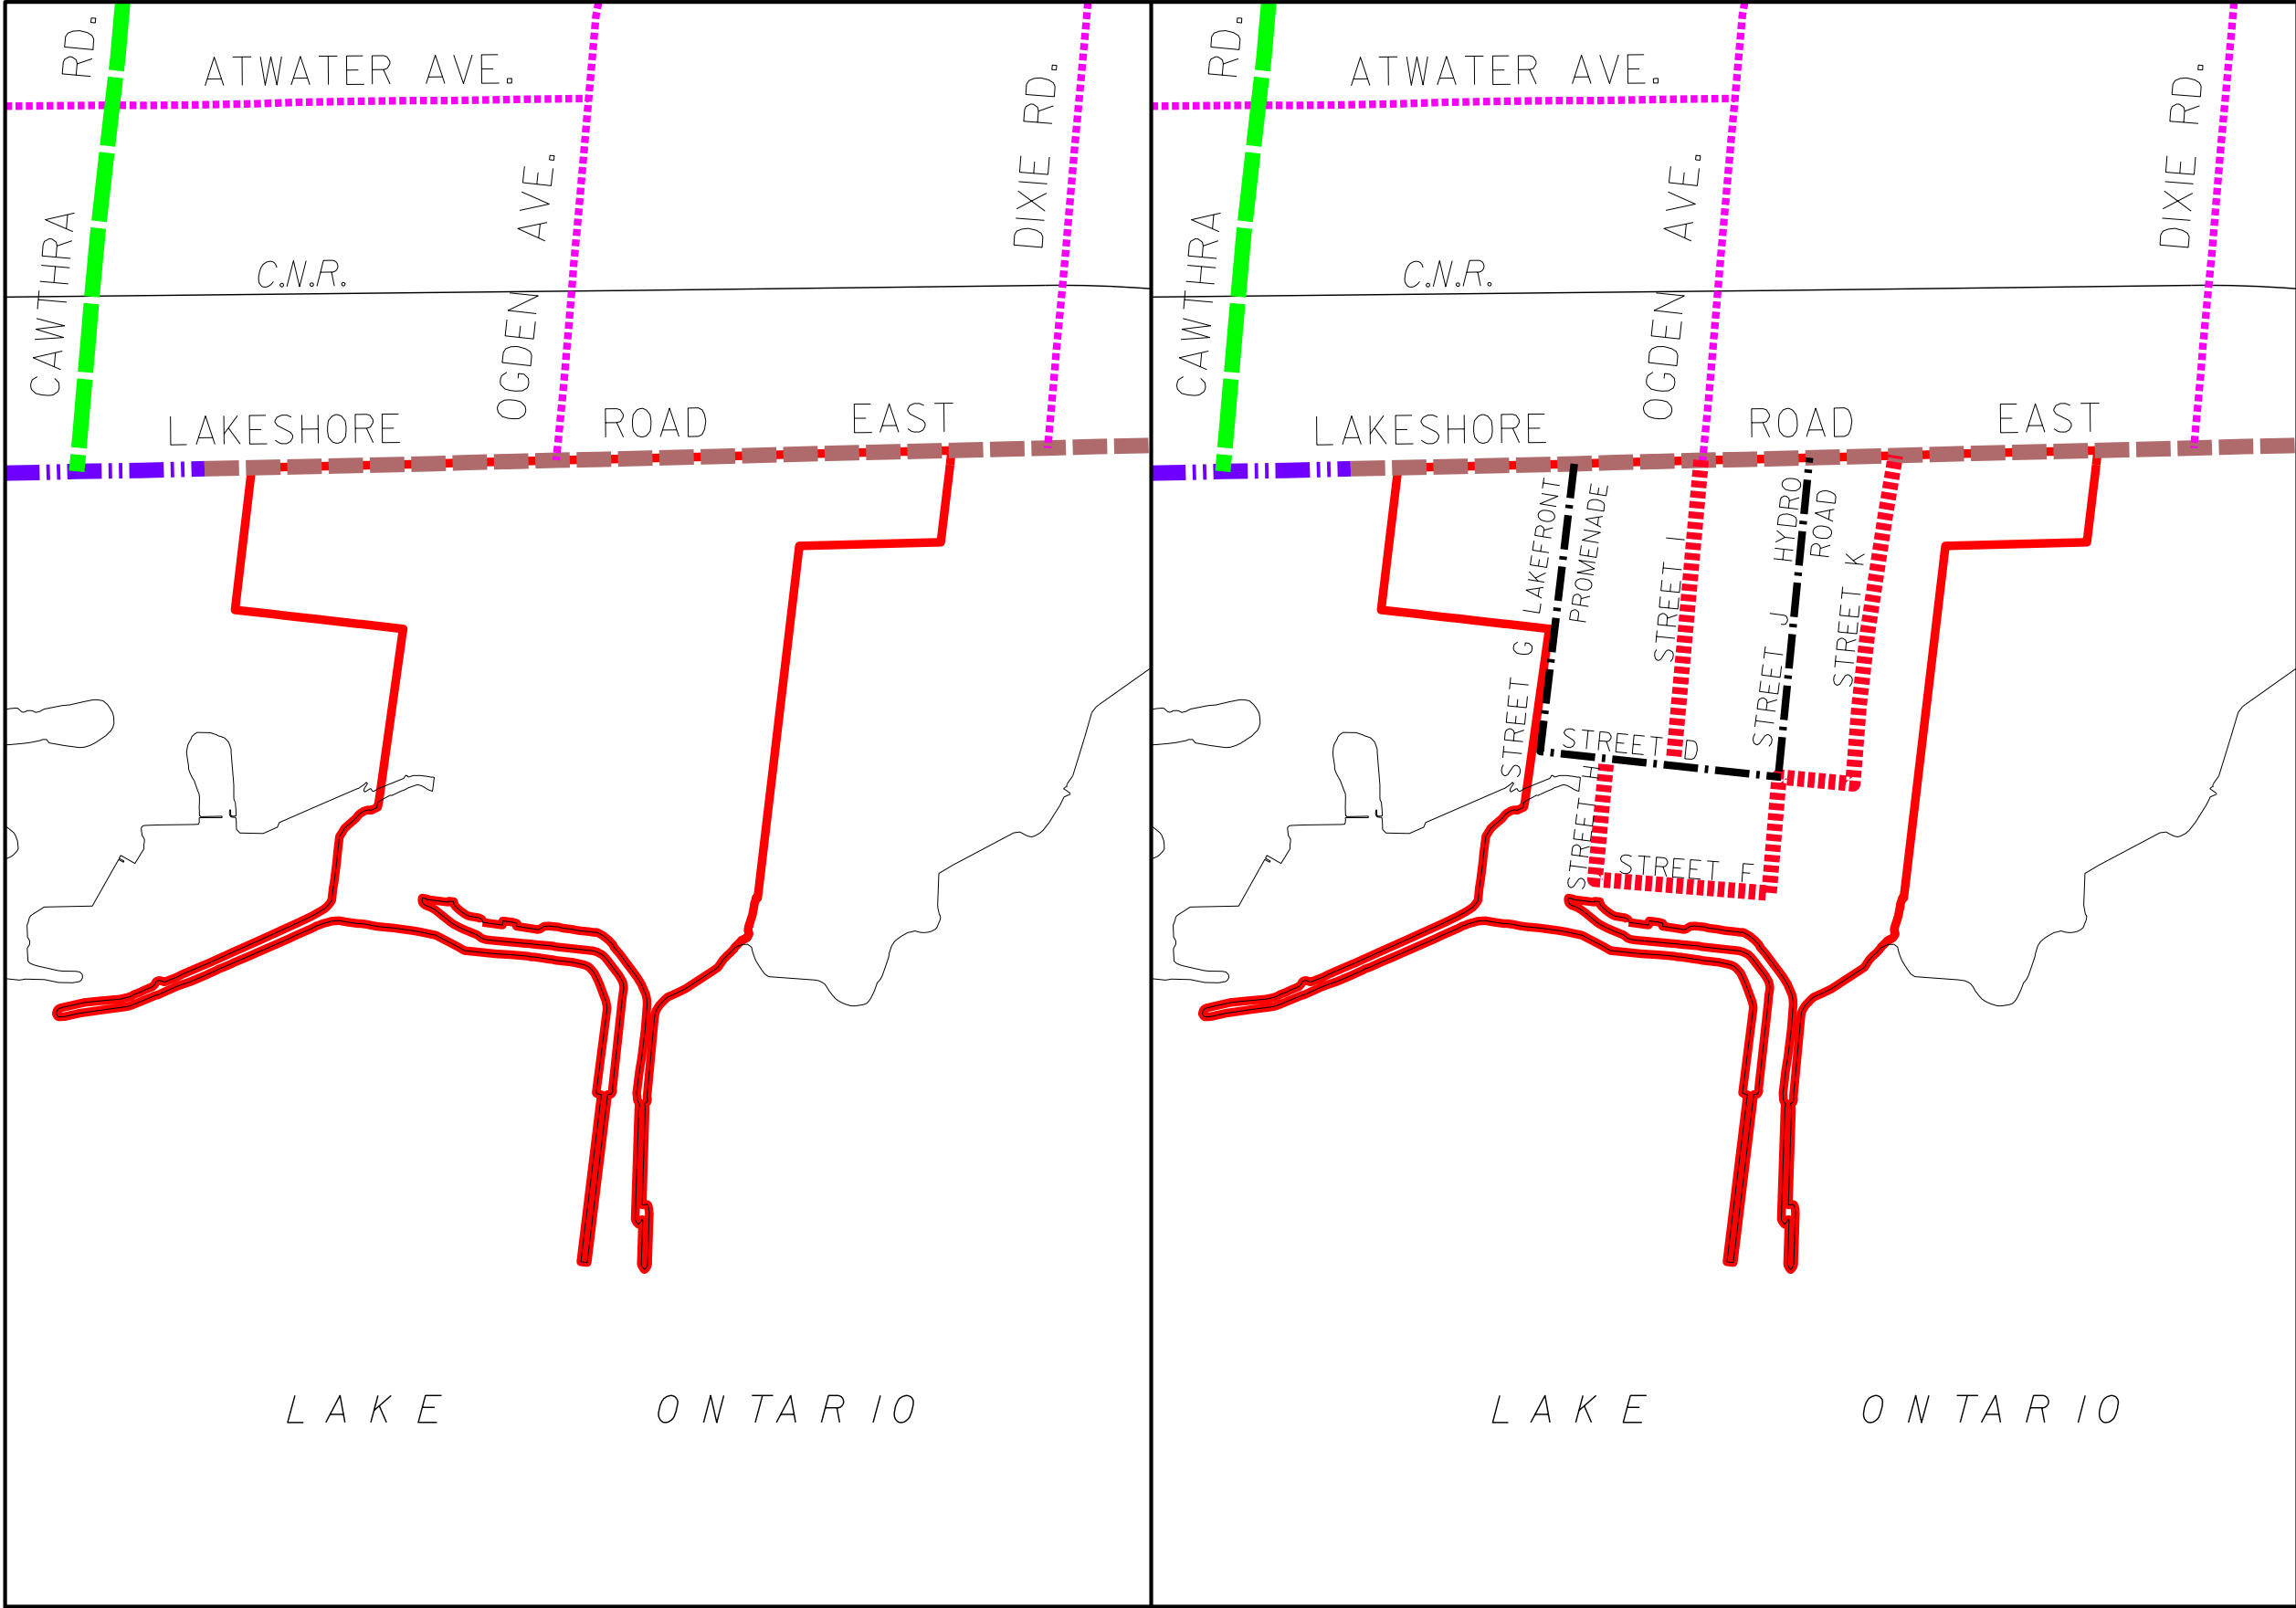 CAWTHRA RD.
ATWATER AVE.
OGDEN AVE.
DIXIE RD.
C.N.R.
LAKESHORE ROAD EAST
LAKE ONTARIO
CAWTHRA RD.
ATWATER AVE.
OGDEN AVE.
DIXIE RD.
C.N.R.
LAKESHORE ROAD EAST
STREET G LAKEFRONT
PROMENADE
STREET I
STREET J HYDRO
ROAD
STREET K
STREET D
STREET H
STREET F
LAKE ONTARIO